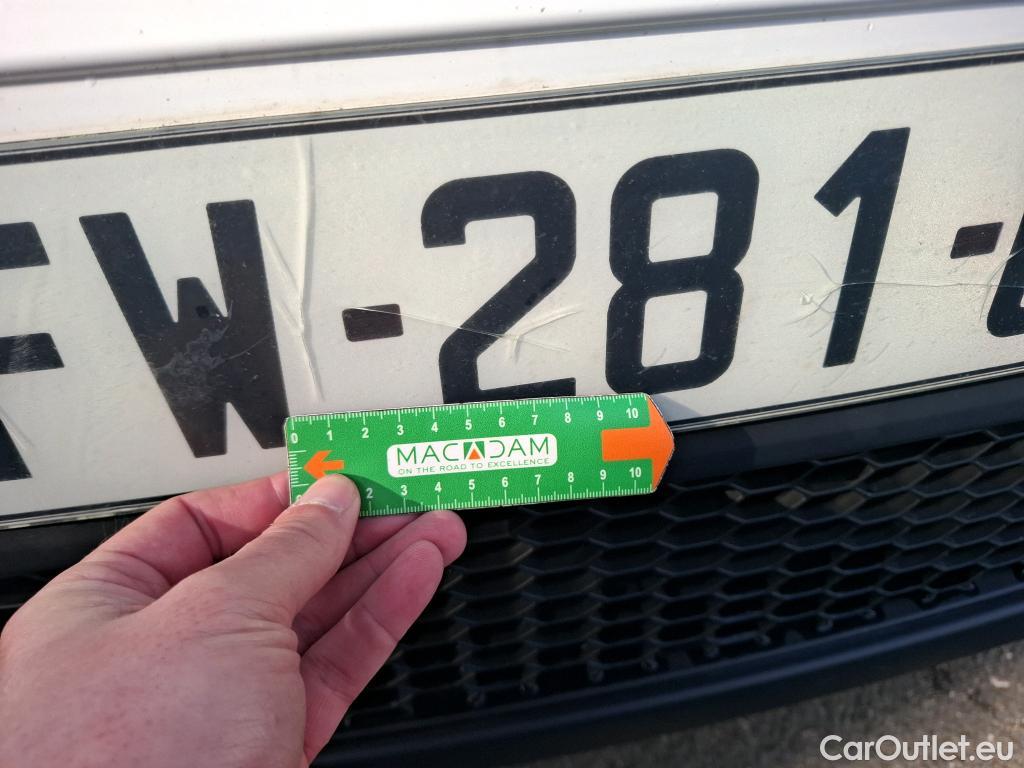 FW-281-
0 1 2 3 4 5 6 7 8 9 10
MACADAM
ON THE ROAD TO EXCELLENCE
0 2 3 4 5 6 7 8 9 10
CarOutlet.eu